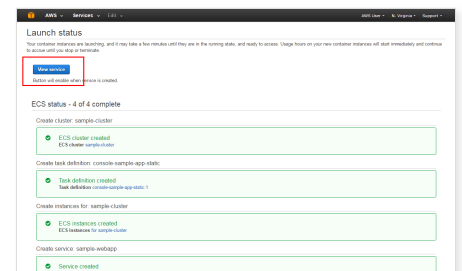 AWS Services Edit AWS User N. Virginia Support
Launch status
Your container instances are launching, and it may take a few minutes until they are in the running state, and ready to access. Usage hours on your new container instances will start immediately and continue
to accrue until you stop or terminate.
View service
Button will enable when service is created.
ECS status - 4 of 4 complete
Create cluster: sample-cluster
ECS cluster created
ECS cluster sample-cluster
Create task definition: console-sample-app-static
Task definition created
Task definition console-sample-app-static:1
Create instances for: sample-cluster
ECS instances created
ECS instances for sample-cluster
Create service: sample-webapp
Service created